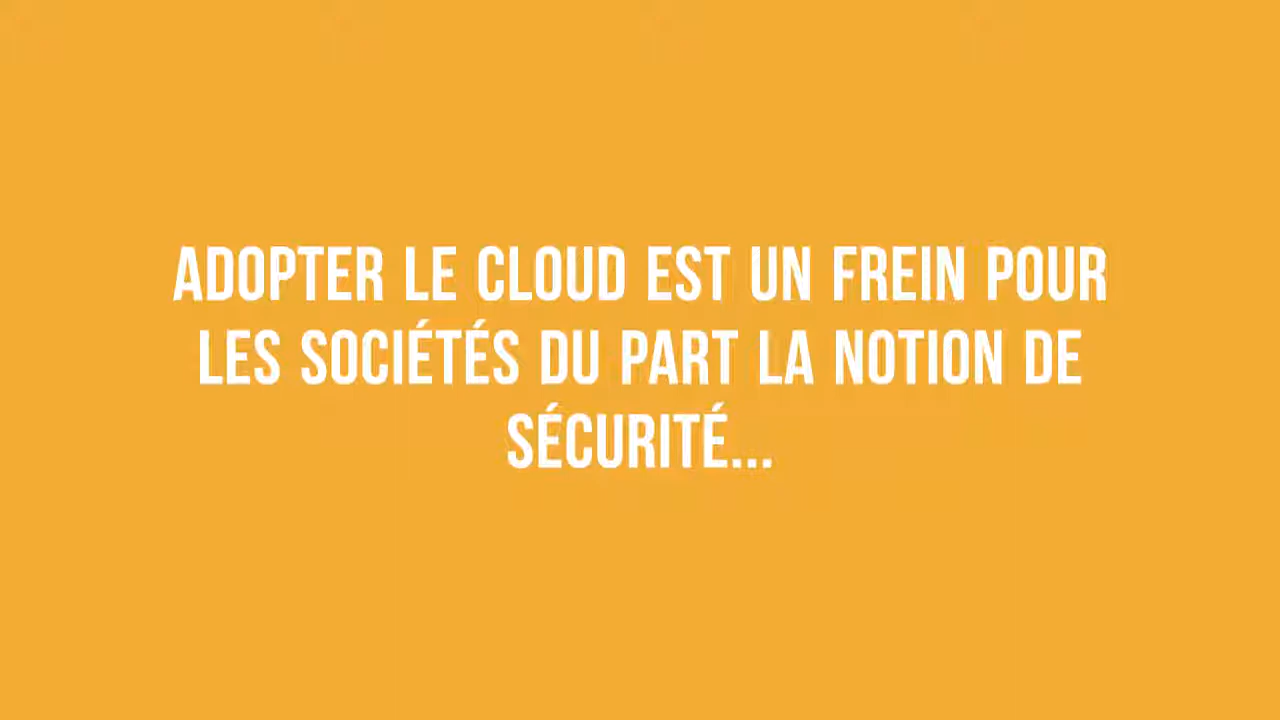 ADOPTER LE CLOUD EST UN FREIN POUR
LES SOCIÉTÉS DU PART LA NOTION DE
SÉCURITÉ...